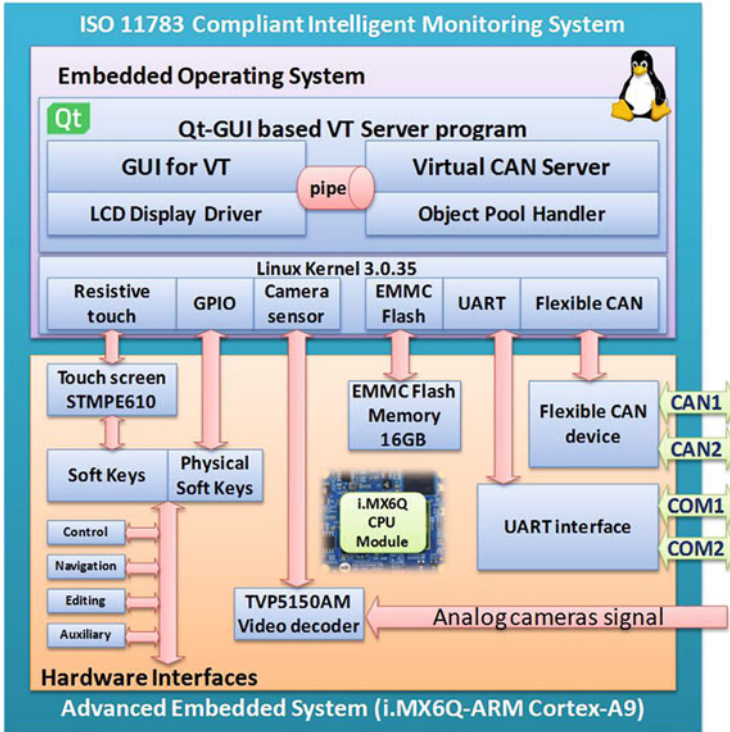 ISO 11783 Compliant Intelligent Monitoring System
Embedded Operating System
Qt
Qt-GUI based VT Server program
GUI for VT
pipe
Virtual CAN Server
LCD Display Driver
Object Pool Handler
Linux Kernel 3.0.35
Resistive
touch
GPIO
Camera
sensor
EMMC
Flash
UART
Flexible CAN
Touch screen
STMPE610
EMMC Flash
Memory
16GB
Flexible CAN
device
CAN1
CAN2
Soft Keys
Physical
Soft Keys
i.MX6Q
CPU
Module
UART interface
COM1
COM2
Control
Navigation
Editing
Auxiliary
TVP5150AM
Video decoder
Analog cameras signal
Hardware Interfaces
Advanced Embedded System (i.MX6Q-ARM Cortex-A9)